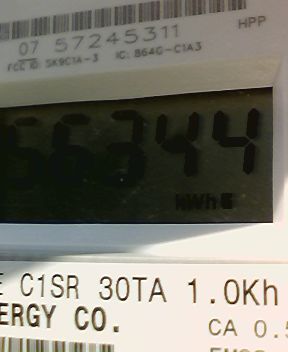 HPP
07 57245311
FCC ID: SK9C1A-3 IC: 864G-C1A3
56344
kWh
E C1SR 30TA 1.0Kh
ERGY CO.
CA 0.5